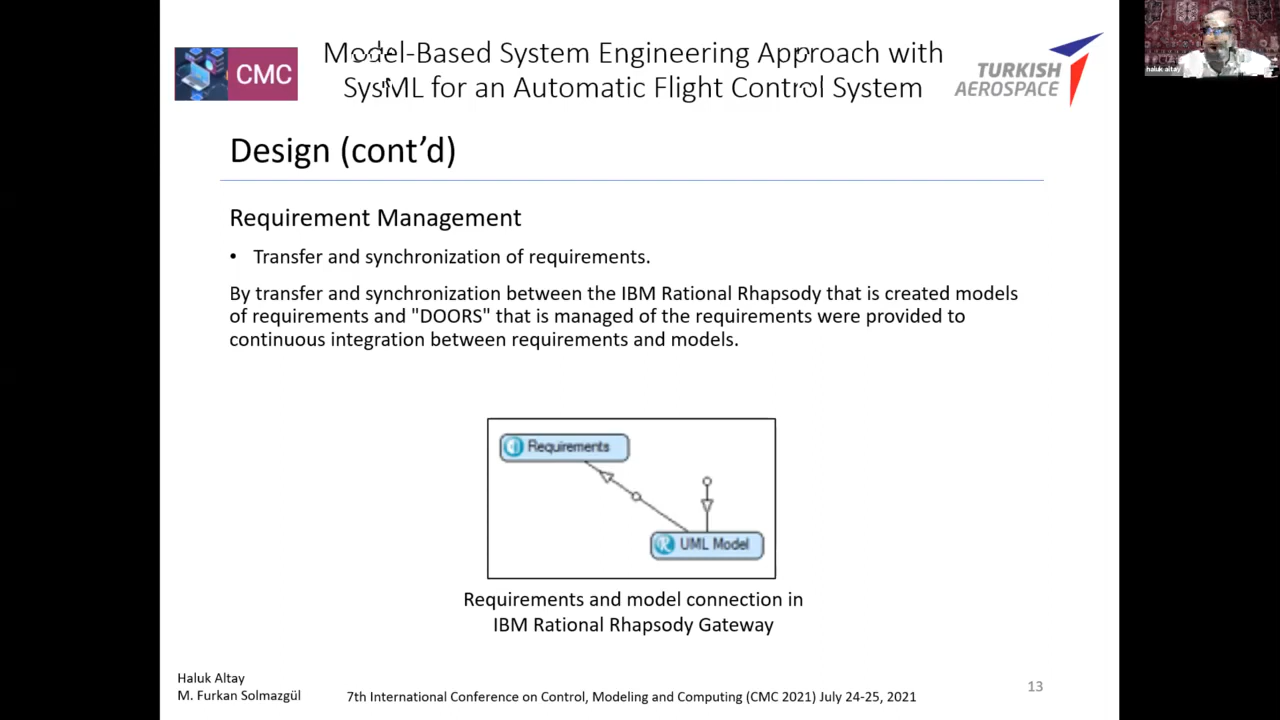 Model-Based System Engineering Approach with
SysML for an Automatic Flight Control System
CMC
TURKISH
AEROSPACE
haluk altay
Design (cont'd)
Requirement Management
• Transfer and synchronization of requirements.
By transfer and synchronization between the IBM Rational Rhapsody that is created models
of requirements and "DOORS" that is managed of the requirements were provided to
continuous integration between requirements and models.
Requirements
UML Model
Requirements and model connection in
IBM Rational Rhapsody Gateway
Haluk Altay
M. Furkan Solmazgül
7th International Conference on Control, Modeling and Computing (CMC 2021) July 24-25, 2021
13